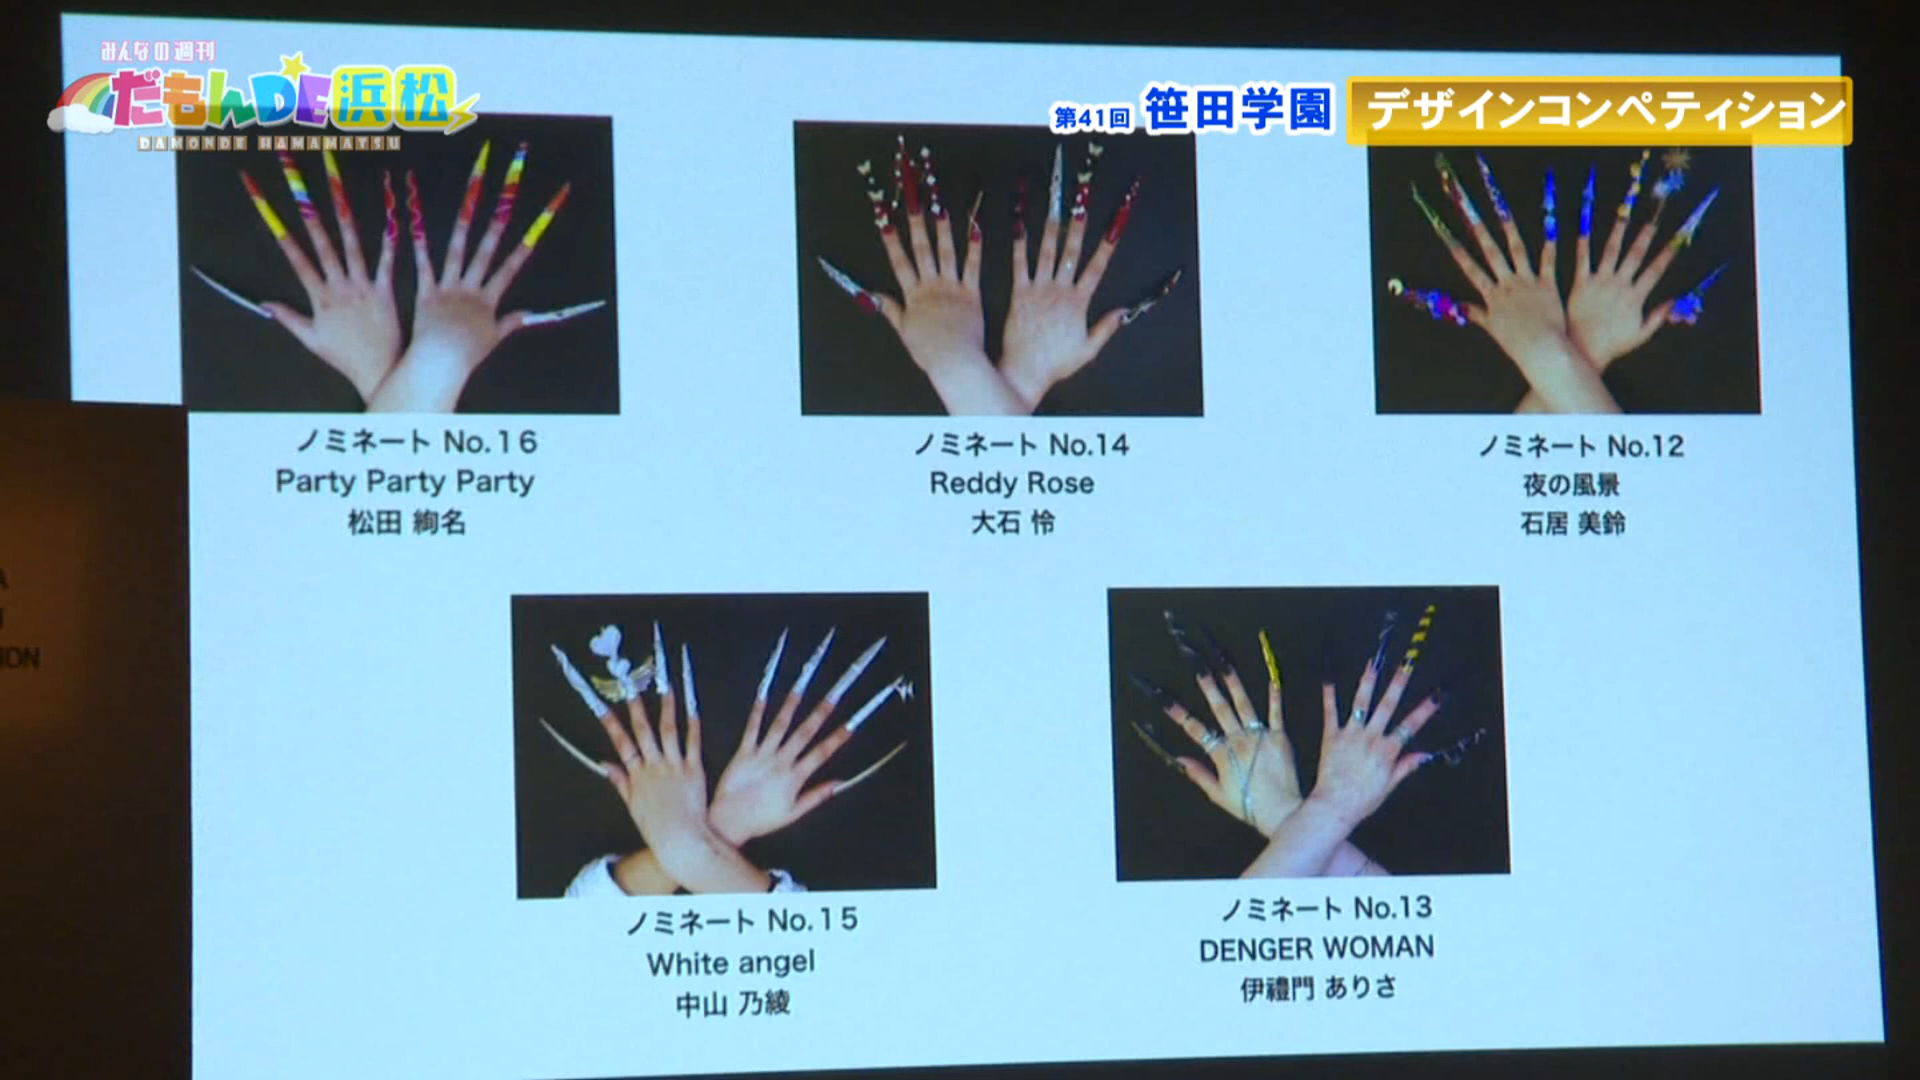 みんなの週刊
だもんDE浜松
DAMONDE HAMAMATSU
第41回 笹田学園 デザインコンペティション
ノミネート No.16
Party Party Party
松田 絢名
ノミネート No.14
Reddy Rose
大石 怜
ノミネート No.12
夜の風景
石居 美鈴
ノミネート No.15
White angel
中山 乃綾
ノミネート No.13
DENGER WOMAN
伊禮門 ありさ